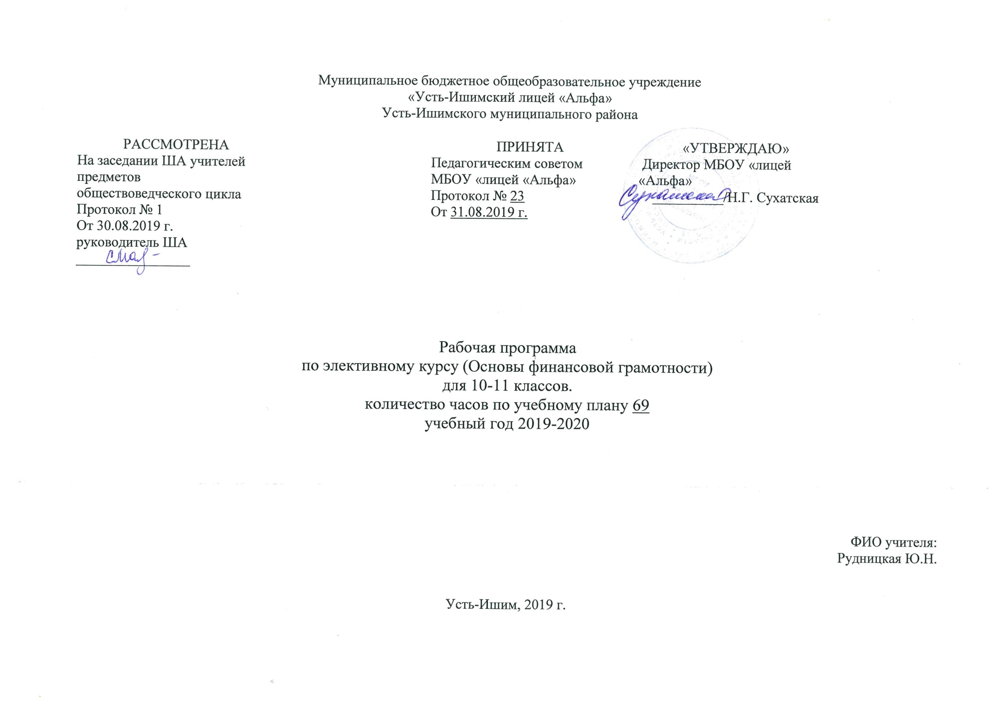 Муниципальное бюджетное общеобразовательное учреждение
«Усть-Ишимский лицей «Альфа»
Усть-Ишимского муниципального района
РАССМОТРЕНА
На заседании ША учителей
предметов
обществоведческого цикла
Протокол № 1
От 30.08.2019 г.
руководитель ША
ПРИНЯТА
Педагогическим советом
МБОУ «лицей «Альфа»
Протокол № 23
От 31.08.2019 г.
«УТВЕРЖДАЮ»
Директор МБОУ «лицей
«Альфа»
/Н.Г. Сухатская
Рабочая программа
по элективному курсу (Основы финансовой грамотности)
для 10-11 классов.
количество часов по учебному плану 69
учебный год 2019-2020
ФИО учителя:
Рудницкая Ю.Н.
Усть-Ишим, 2019 г.